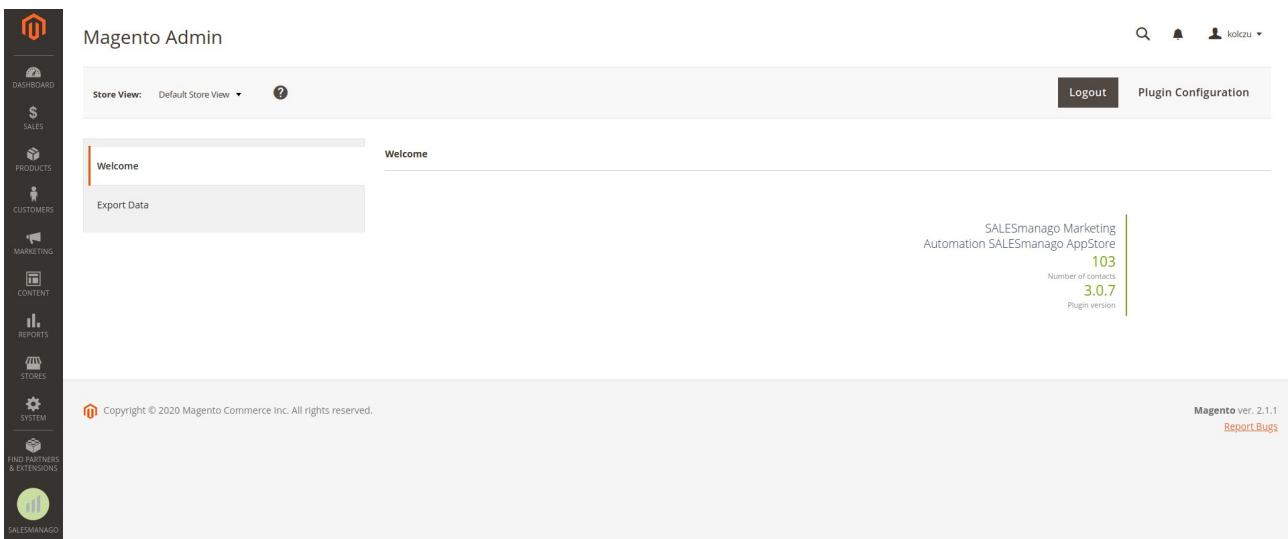 Magento Admin
kolczu
DASHBOARD
SALES
PRODUCTS
CUSTOMERS
MARKETING
CONTENT
REPORTS
STORES
SYSTEM
FIND PARTNERS
& EXTENSIONS
SALESMANAGO
Store View: Default Store View ?
Logout Plugin Configuration
Welcome
Export Data
Welcome
SALESmanago Marketing
Automation SALESmanago AppStore
103
Number of contacts
3.0.7
Plugin version
Copyright © 2020 Magento Commerce Inc. All rights reserved.
Magento ver. 2.1.1
Report Bugs